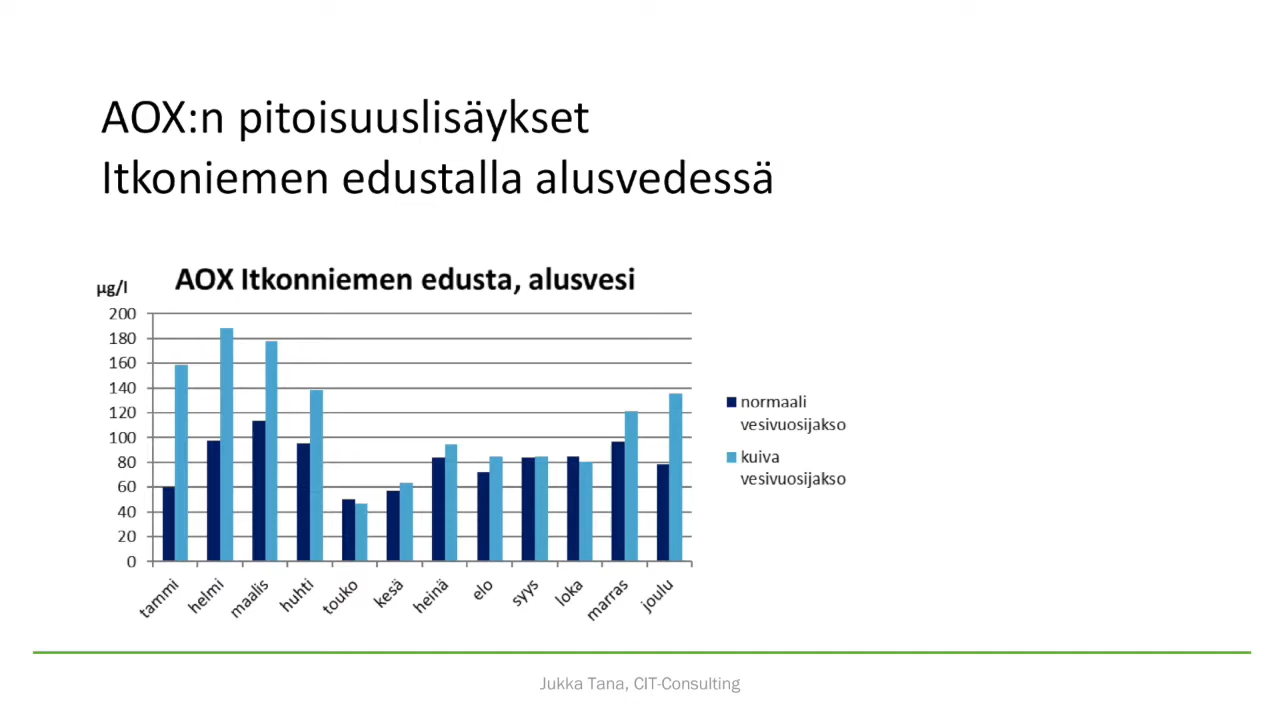 AOX:n pitoisuuslisäykset
Itkoniemen edustalla alusvedessä
AOX Itkonniemen edusta, alusvesi
µg/l
200
180
160
140
120
100
80
60
40
20
0
tammi
helmi
maalis
huhti
touko
kesä
heinä
elo
syys
loka
marras
joulu
normaali
vesivuosijakso
kuiva
vesivuosijakso
Jukka Tana, CIT-Consulting